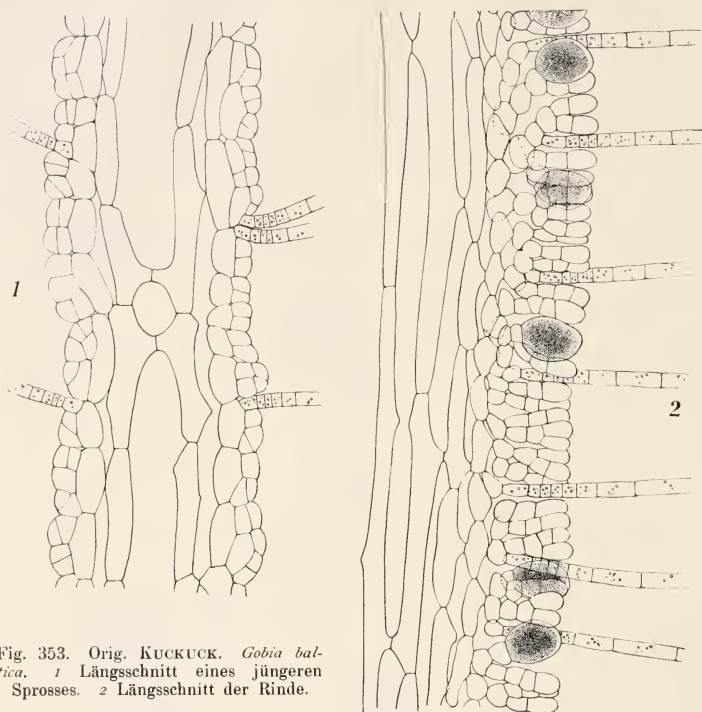 1
2
Fig. 353. Orig. KUCKUCK. Gobia bal-
tica. 1 Längsschnitt eines jüngeren
Sprosses. 2 Längsschnitt der Rinde.